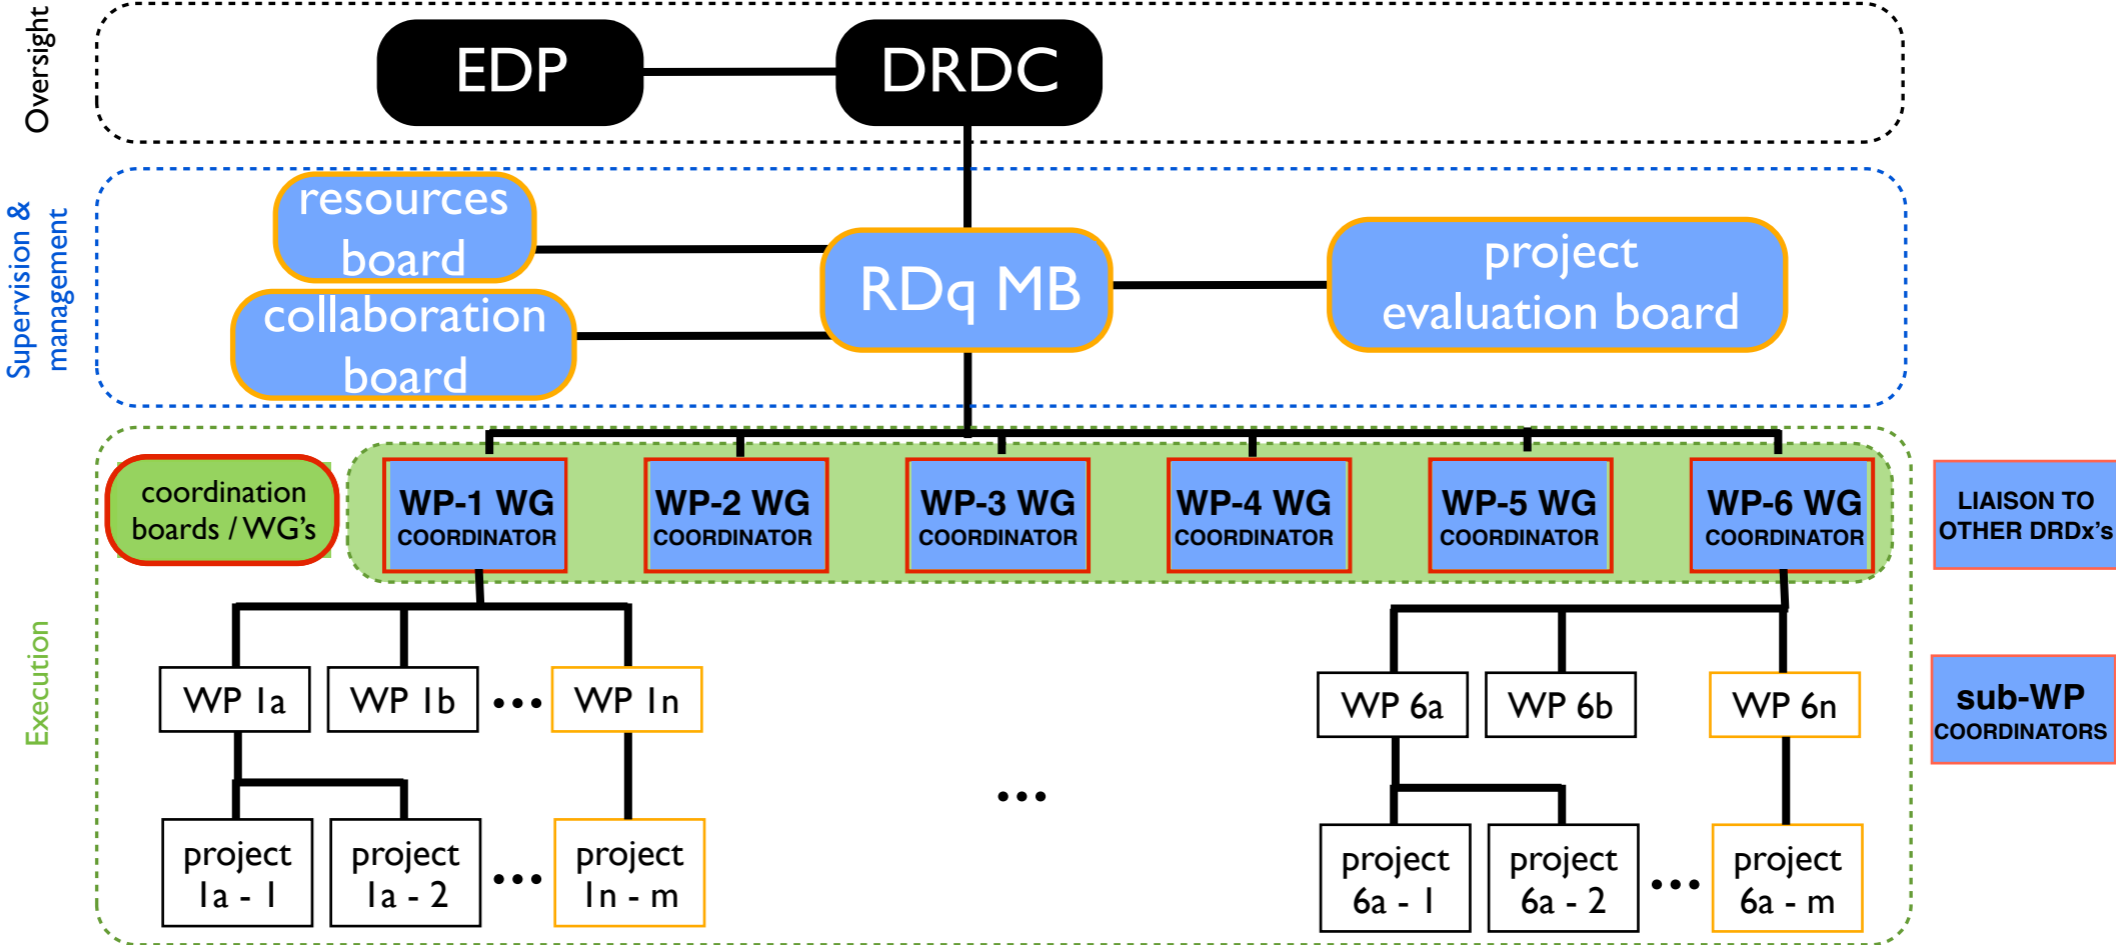 Oversight
EDP
DRDC
Supervision &
management
resources
board
collaboration
board
RDq MB
project
evaluation board
Execution
coordination
boards / WG's
WP-1 WG
COORDINATOR
WP-2 WG
COORDINATOR
WP-3 WG
COORDINATOR
WP-4 WG
COORDINATOR
WP-5 WG
COORDINATOR
WP-6 WG
COORDINATOR
LIAISON TO
OTHER DRDx's
WP 1a
WP 1b
...
WP 1n
WP 6a
WP 6b
WP 6n
sub-WP
COORDINATORS
...
project
1a - 1
project
1a - 2
...
project
1n - m
project
6a - 1
project
6a - 2
...
project
6a - m